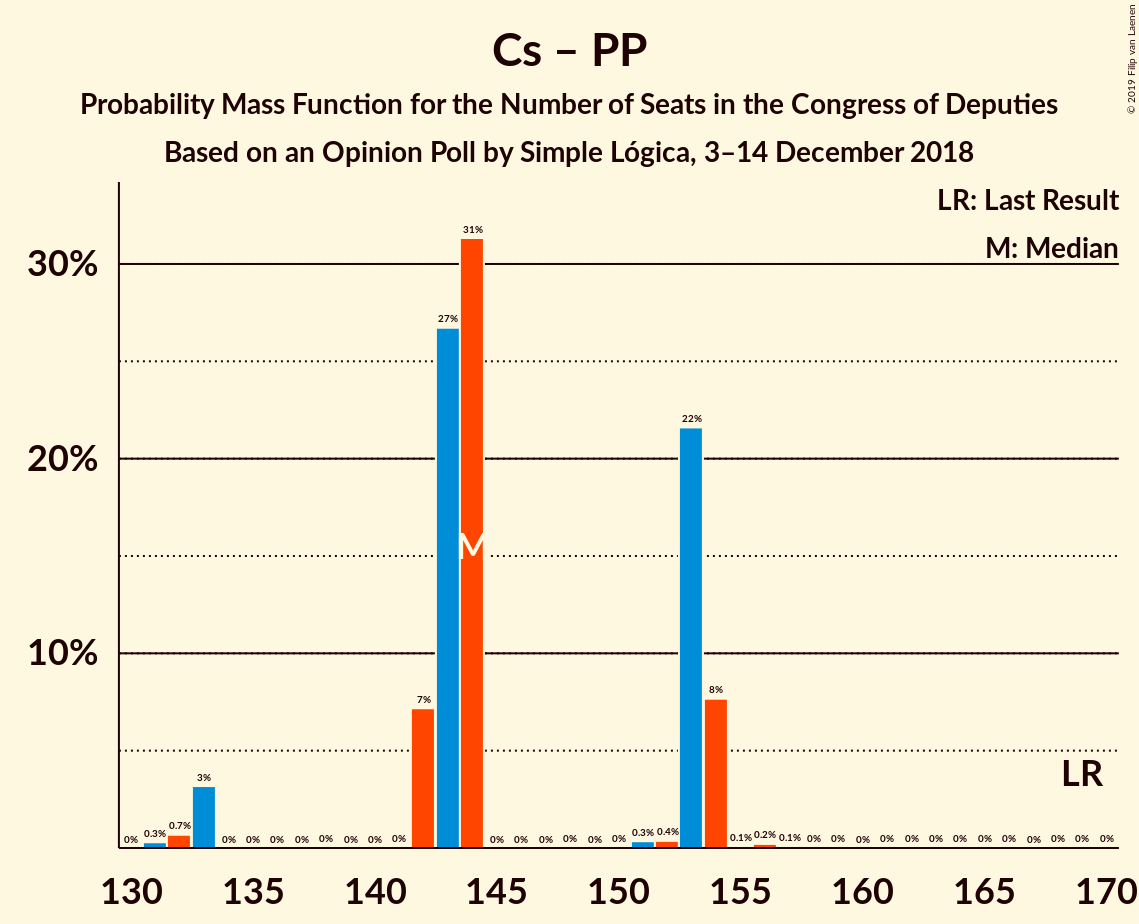 Cs – PP
Probability Mass Function for the Number of Seats in the Congress of Deputies
Based on an Opinion Poll by Simple Lógica, 3–14 December 2018
© 2019 Filip van Laenen
LR: Last Result
M: Median
30%
20%
10%
31%
27%
22%
M
8%
7%
LR
3%
0% 0.3% 0.7% 0% 0% 0% 0% 0% 0% 0% 0% 0% 0% 0% 0% 0% 0% 0.3% 0.4% 0.1% 0.2% 0.1% 0% 0% 0% 0% 0% 0% 0% 0% 0% 0% 0% 0% 0%
130 135 140 145 150 155 160 165 170